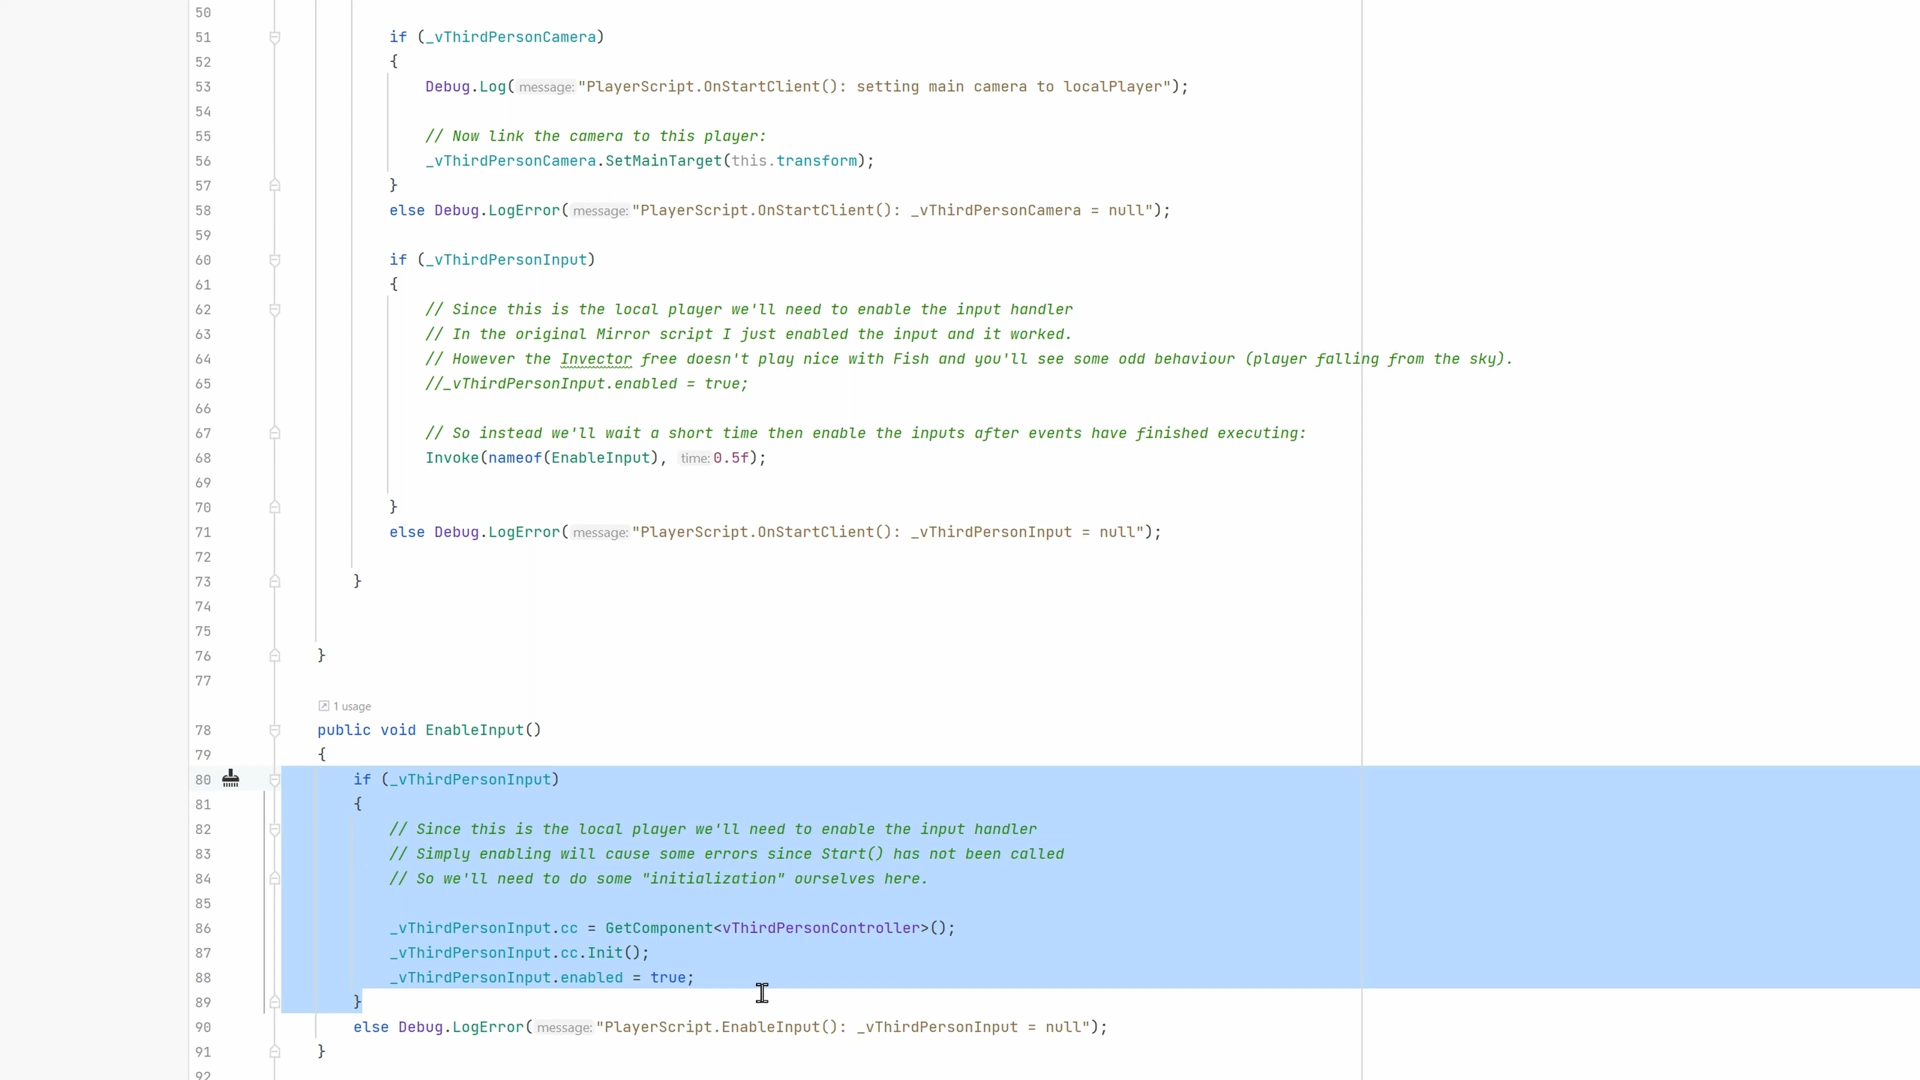 50
51 if (_vThirdPersonCamera)
52 {
53 Debug.Log( message: "PlayerScript.OnStartClient(): setting main camera to localPlayer");
54
55 // Now link the camera to this player:
56 _vThirdPersonCamera.SetMainTarget(this.transform);
57 }
58 else Debug.LogError( message: "PlayerScript.OnStartClient(): _vThirdPersonCamera = null");
59
60 if (_vThirdPersonInput)
61 {
62 // Since this is the local player we'll need to enable the input handler
63 // In the original Mirror script I just enabled the input and it worked.
64 // However the Invector free doesn't play nice with Fish and you'll see some odd behaviour (player falling from the sky).
65 //_vThirdPersonInput.enabled = true;
66
67 // So instead we'll wait a short time then enable the inputs after events have finished executing:
68 Invoke(nameof(EnableInput), time: 0.5f);
69
70 }
71 else Debug.LogError( message: "PlayerScript.OnStartClient(): _vThirdPersonInput = null");
72
73 }
74
75
76 }
77
1 usage
78 public void EnableInput()
79 {
80 if (_vThirdPersonInput)
81 {
82 // Since this is the local player we'll need to enable the input handler
83 // Simply enabling will cause some errors since Start() has not been called
84 // So we'll need to do some "initialization" ourselves here.
85
86 _vThirdPersonInput.cc = GetComponent<vThirdPersonController>();
87 _vThirdPersonInput.cc.Init();
88 _vThirdPersonInput.enabled = true;
89 }
90 else Debug.LogError( message: "PlayerScript.EnableInput(): _vThirdPersonInput = null");
91 }
92